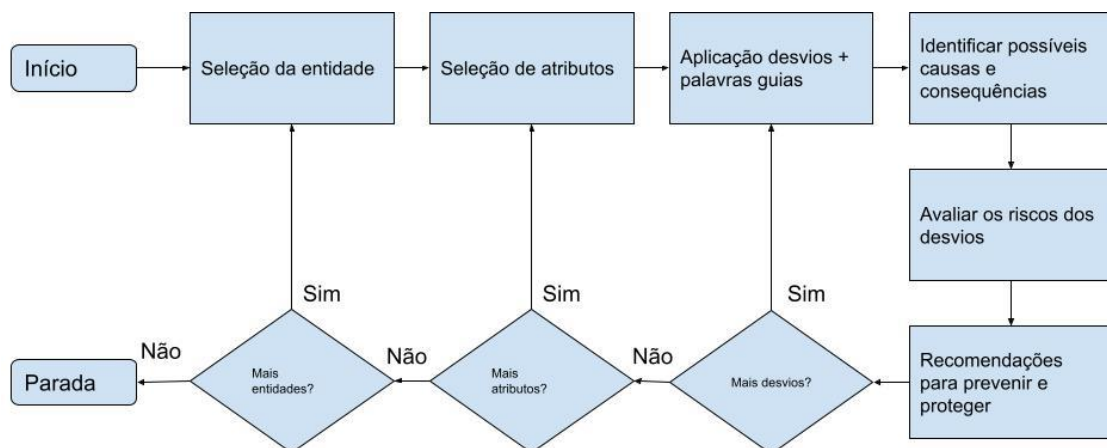 Início
Seleção da entidade
Seleção de atributos
Aplicação desvios +
palavras guias
Identificar possíveis
causas e
consequências
Avaliar os riscos dos
desvios
Sim
Sim
Sim
Parada
Não
Mais
entidades?
Não
Mais
atributos?
Não
Mais desvios?
Recomendações
para prevenir e
proteger